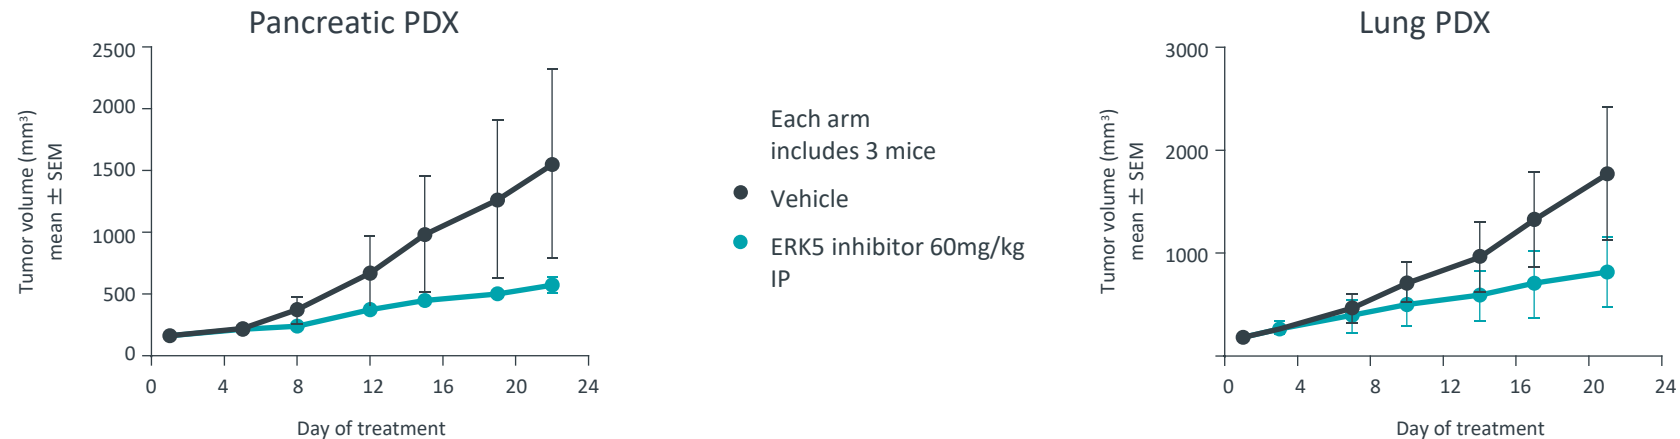 Pancreatic PDX
2500
2000
1500
1000
500
0
0 4 8 12 16 20 24
Day of treatment
Tumor volume (mm³)
mean ± SEM
Each arm
includes 3 mice
Vehicle
ERK5 inhibitor 60mg/kg
IP
Lung PDX
3000
2000
1000
0 4 8 12 16 20 24
Day of treatment
Tumor volume (mm³)
mean ± SEM